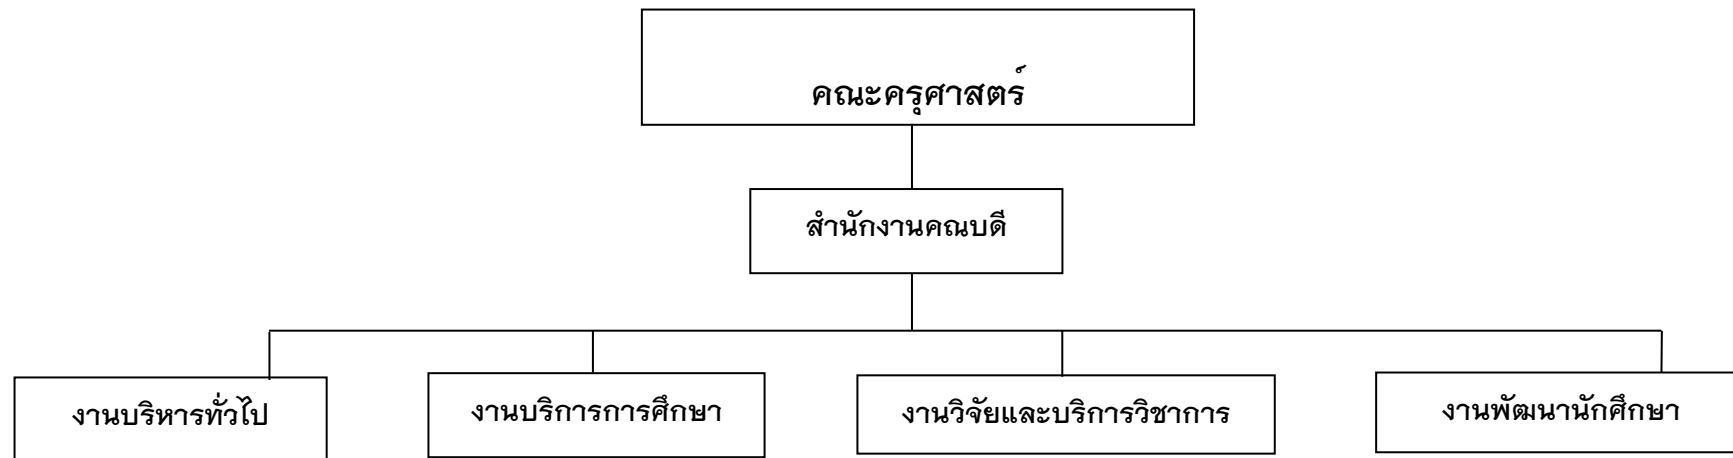 คณะครุศาสตร์
สำนักงานคณบดี
งานบริหารทั่วไป
งานบริการการศึกษา
งานวิจัยและบริการวิชาการ
งานพัฒนานักศึกษา